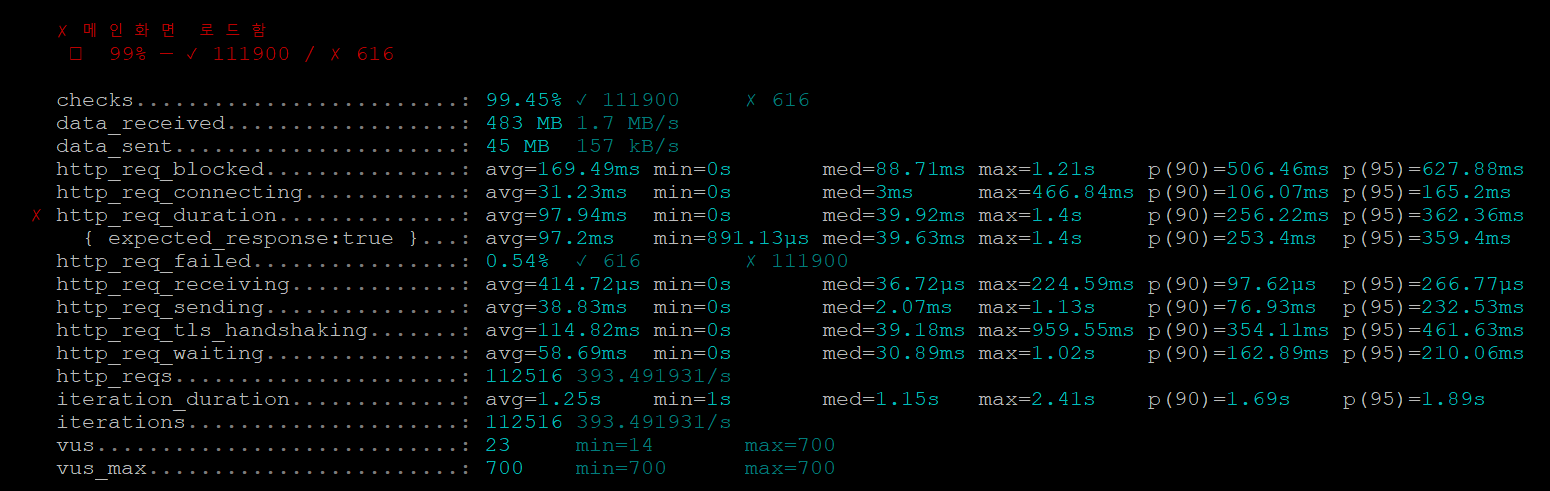 ✗ 메인화면 로드함
□ 99% — ✓ 111900 / ✗ 616
checks.........................: 99.45% ✓ 111900 ✗ 616
data_received..................: 483 MB 1.7 MB/s
data_sent......................: 45 MB 157 kB/s
http_req_blocked...............: avg=169.49ms min=0s med=88.71ms max=1.21s p(90)=506.46ms p(95)=627.88ms
http_req_connecting............: avg=31.23ms min=0s med=3ms max=466.84ms p(90)=106.07ms p(95)=165.2ms
✗ http_req_duration..............: avg=97.94ms min=0s med=39.92ms max=1.4s p(90)=256.22ms p(95)=362.36ms
{ expected_response:true }...: avg=97.2ms min=891.13µs med=39.63ms max=1.4s p(90)=253.4ms p(95)=359.4ms
http_req_failed................: 0.54% ✓ 616 ✗ 111900
http_req_receiving.............: avg=414.72µs min=0s med=36.72µs max=224.59ms p(90)=97.62µs p(95)=266.77µs
http_req_sending...............: avg=38.83ms min=0s med=2.07ms max=1.13s p(90)=76.93ms p(95)=232.53ms
http_req_tls_handshaking.......: avg=114.82ms min=0s med=39.18ms max=959.55ms p(90)=354.11ms p(95)=461.63ms
http_req_waiting...............: avg=58.69ms min=0s med=30.89ms max=1.02s p(90)=162.89ms p(95)=210.06ms
http_reqs......................: 112516 393.491931/s
iteration_duration.............: avg=1.25s min=1s med=1.15s max=2.41s p(90)=1.69s p(95)=1.89s
iterations.....................: 112516 393.491931/s
vus............................: 23 min=14 max=700
vus_max........................: 700 min=700 max=700